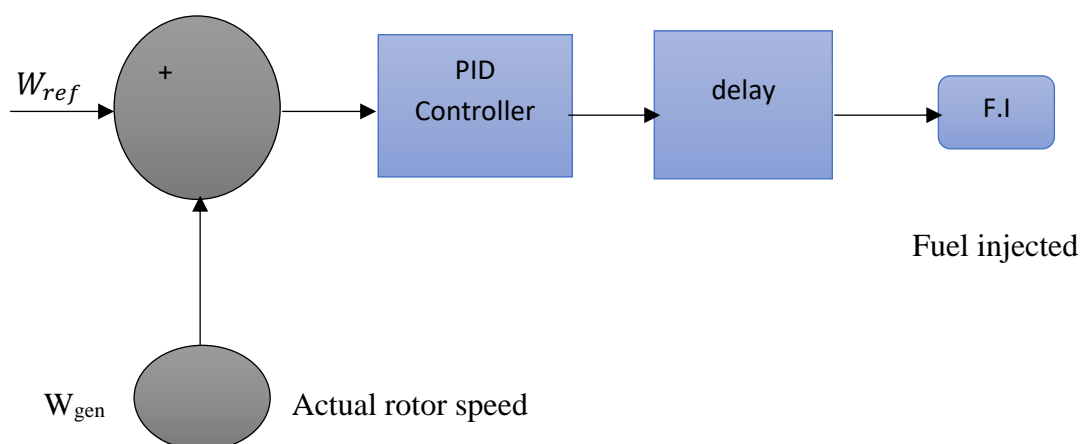 +
W_ref
PID
Controller
delay
F.I
Fuel injected
W_gen
Actual rotor speed